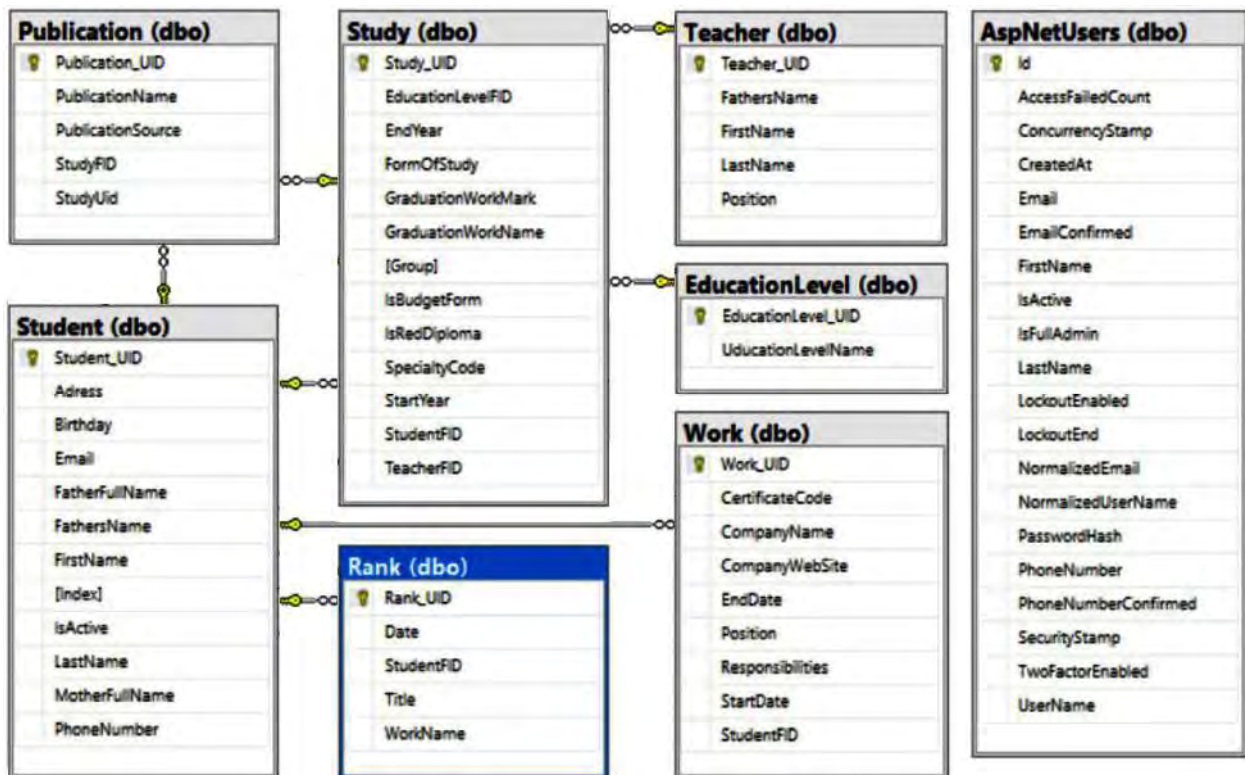 Publication (dbo)
Publication_UID
PublicationName
PublicationSource
StudyFID
StudyUid
Study (dbo)
Study_UID
EducationLevelFID
EndYear
FormOfStudy
GraduationWorkMark
GraduationWorkName
[Group]
IsBudgetForm
IsRedDiploma
SpecialtyCode
StartYear
StudentFID
TeacherFID
Teacher (dbo)
Teacher_UID
FathersName
FirstName
LastName
Position
AspNetUsers (dbo)
Id
AccessFailedCount
ConcurrencyStamp
CreatedAt
Email
EmailConfirmed
FirstName
IsActive
IsFullAdmin
LastName
LockoutEnabled
LockoutEnd
NormalizedEmail
NormalizedUserName
PasswordHash
PhoneNumber
PhoneNumberConfirmed
SecurityStamp
TwoFactorEnabled
UserName
EducationLevel (dbo)
EducationLevel_UID
UducationLevelName
Student (dbo)
Student_UID
Adress
Birthday
Email
FatherFullName
FathersName
FirstName
[Index]
IsActive
LastName
MotherFullName
PhoneNumber
Rank (dbo)
Rank_UID
Date
StudentFID
Title
WorkName
Work (dbo)
Work_UID
CertificateCode
CompanyName
CompanyWebSite
EndDate
Position
Responsibilities
StartDate
StudentFID